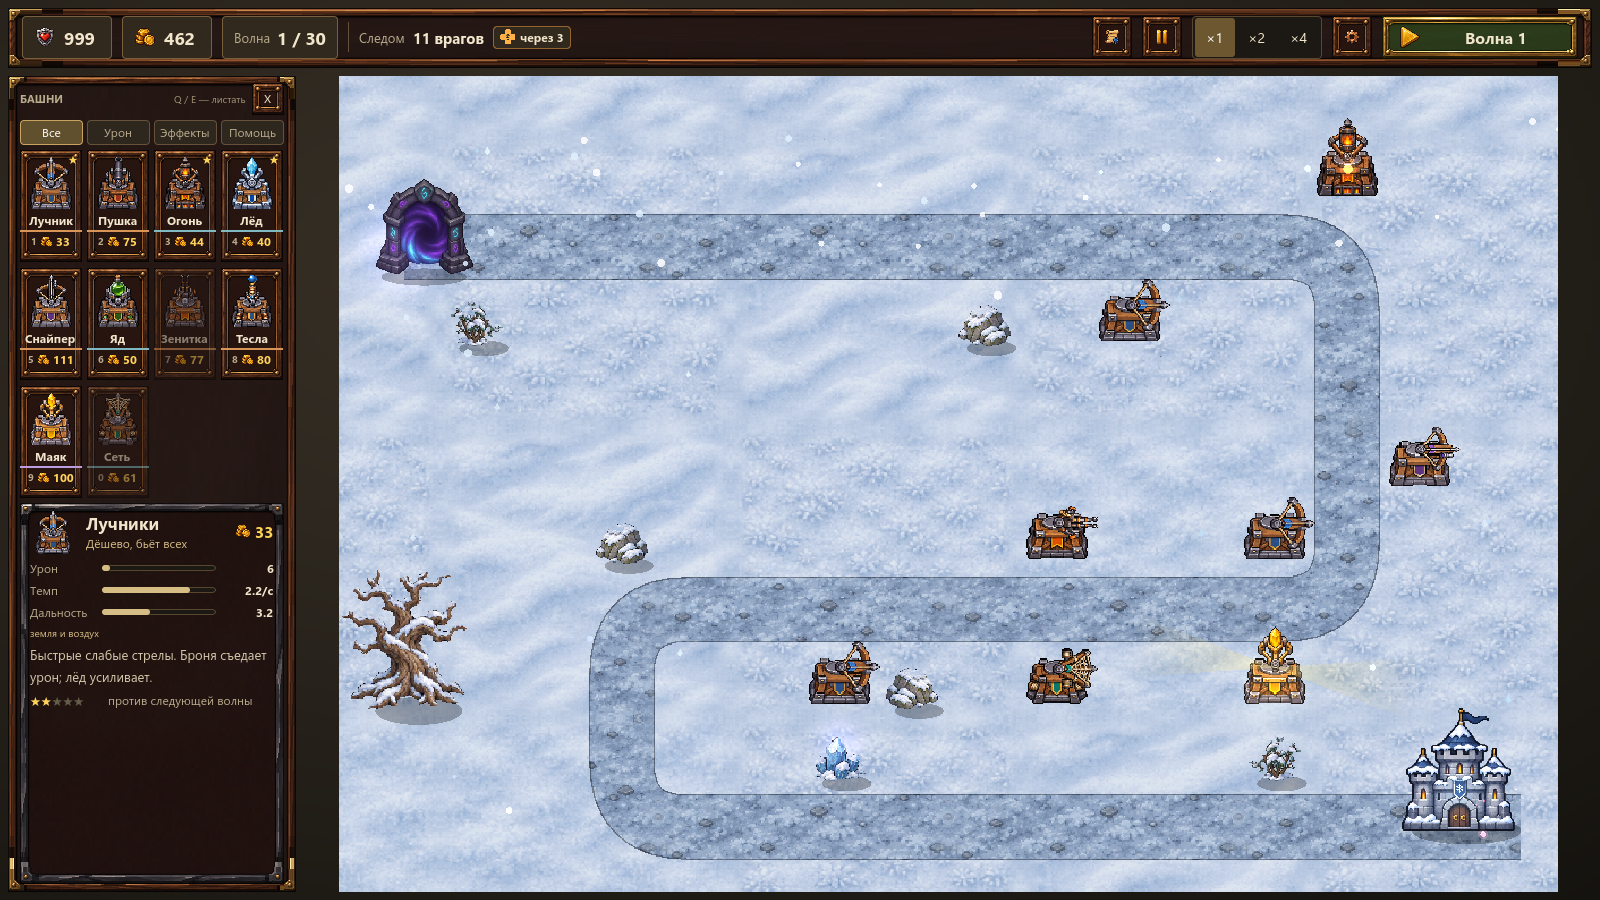 999
462
Волна 1 / 30
Следом 11 врагов
через 3
×1
×2
×4
Волна 1
БАШНИ
Q / E — листать
X
Все
Урон
Эффекты
Помощь
Лучник
Пушка
Огонь
Лёд
1 33
2 75
3 44
4 40
Снайпер
Яд
Зенитка
Тесла
5 111
6 50
7 77
8 80
Маяк
Сеть
9 100
0 61
Лучники
33
Дёшево, бьёт всех
Урон 6
Темп 2.2/с
Дальность 3.2
земля и воздух
Быстрые слабые стрелы. Броня съедает
урон; лёд усиливает.
★★★★★ против следующей волны